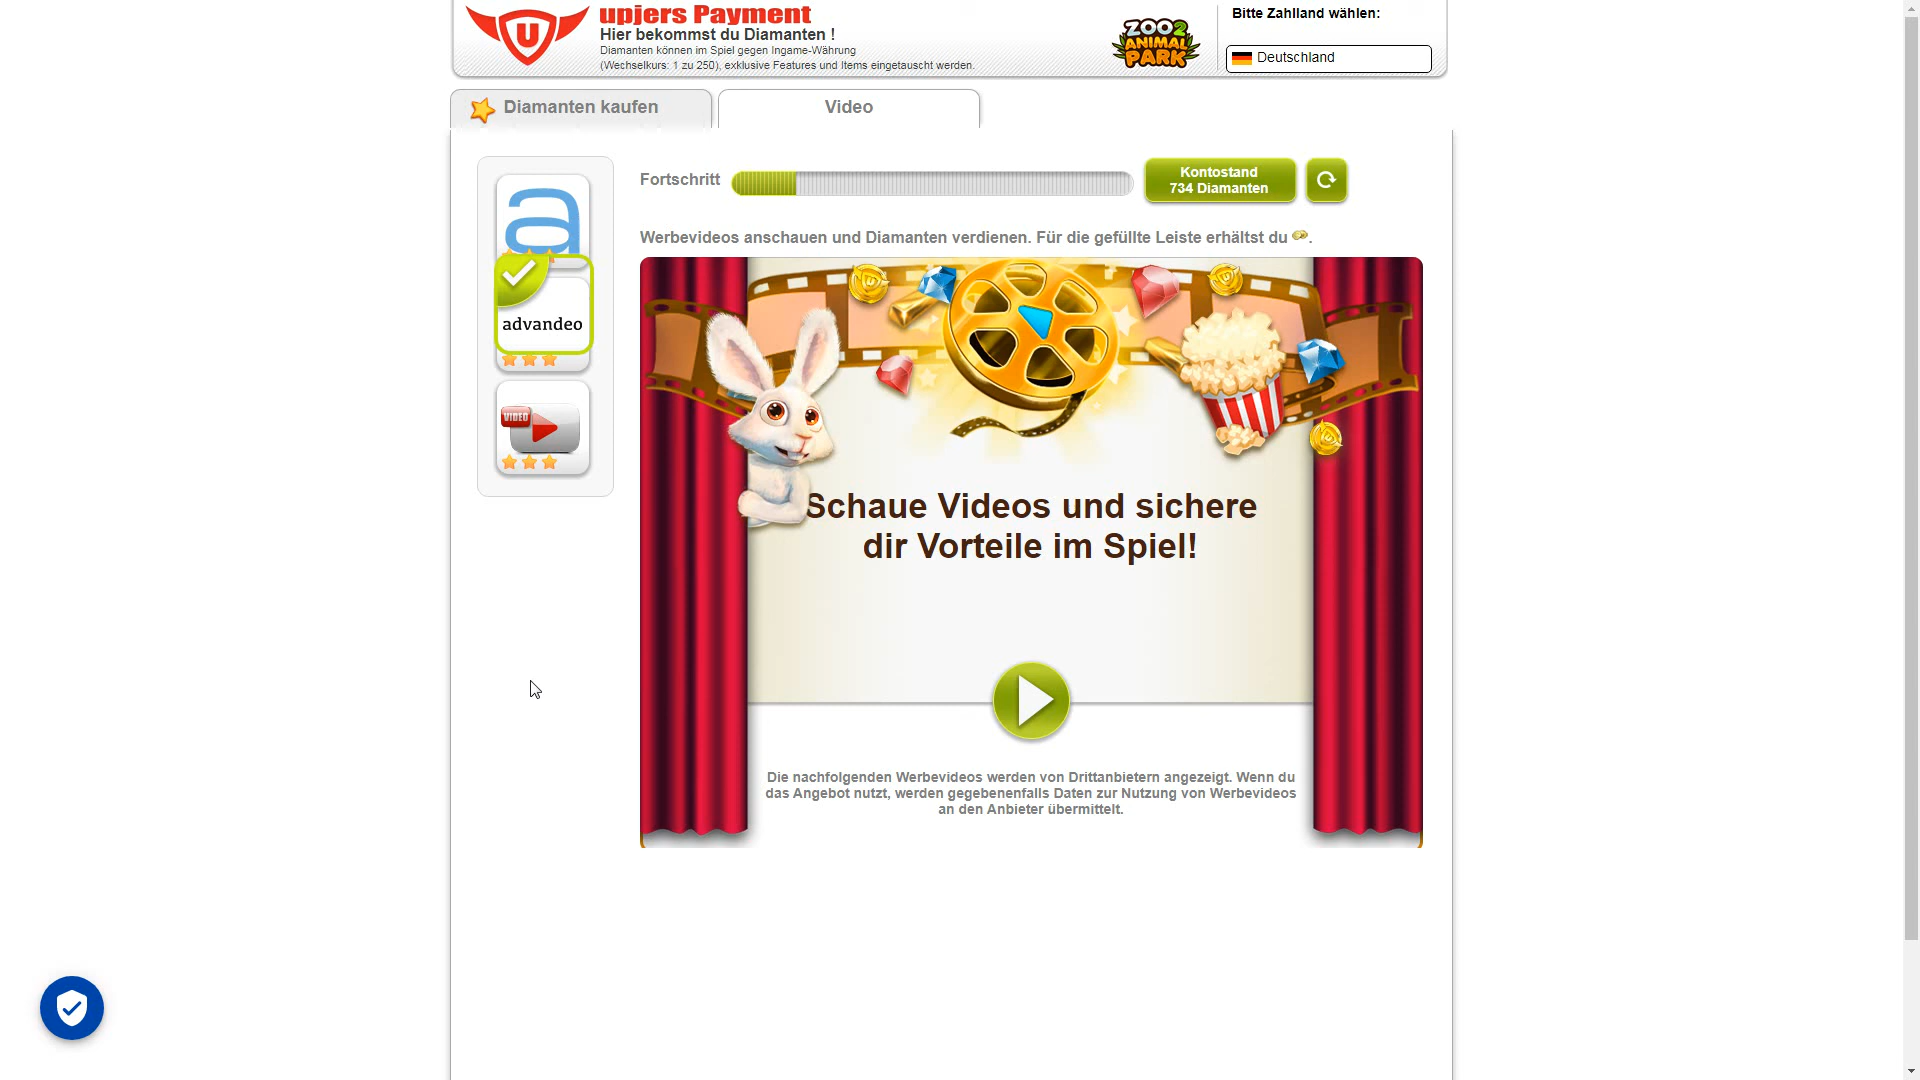 upjers Payment
Hier bekommst du Diamanten !
Diamanten können im Spiel gegen Ingame-Währung
(Wechselkurs: 1 zu 250), exklusive Features und Items eingetauscht werden.
ZOO2
ANIMAL
PARK
Bitte Zahlland wählen:
Deutschland
Diamanten kaufen
Video
Fortschritt
Kontostand
734 Diamanten
Werbevideos anschauen und Diamanten verdienen. Für die gefüllte Leiste erhältst du .
a
advandeo
VIDEO
Schaue Videos und sichere
dir Vorteile im Spiel!
Die nachfolgenden Werbevideos werden von Drittanbietern angezeigt. Wenn du
das Angebot nutzt, werden gegebenenfalls Daten zur Nutzung von Werbevideos
an den Anbieter übermittelt.